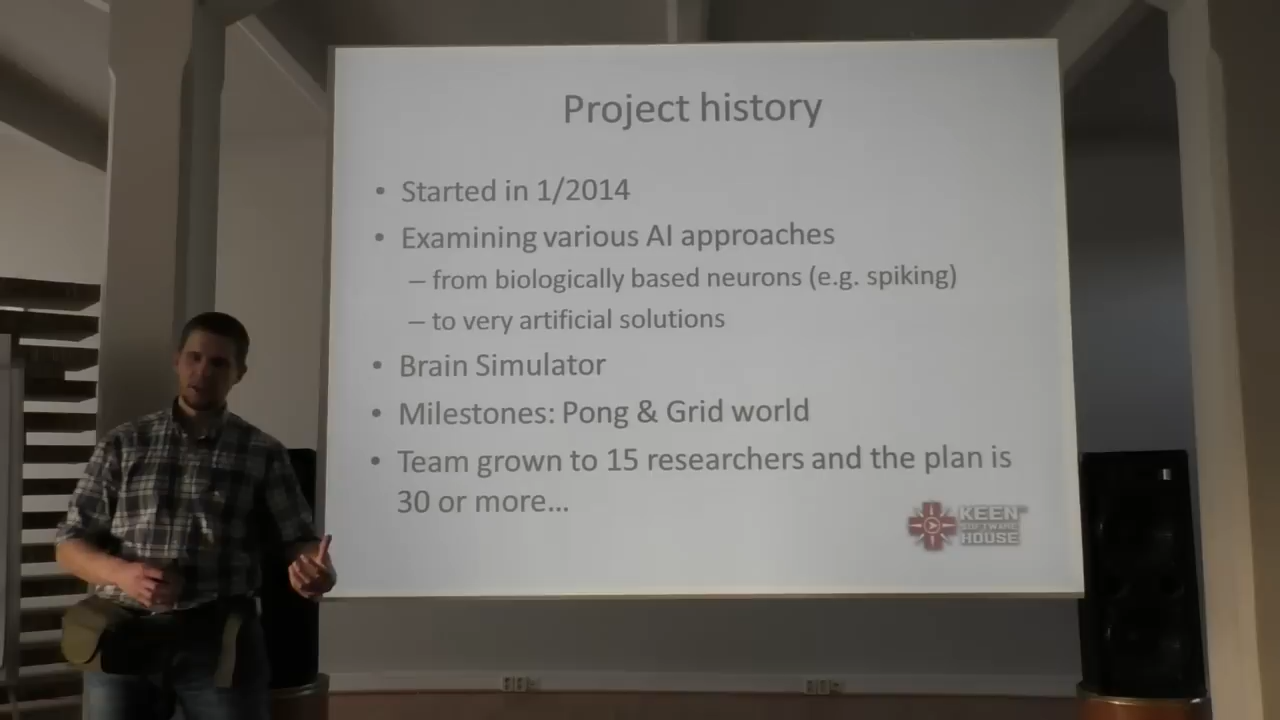 Project history
• Started in 1/2014
• Examining various AI approaches
– from biologically based neurons (e.g. spiking)
– to very artificial solutions
• Brain Simulator
• Milestones: Pong & Grid world
• Team grown to 15 researchers and the plan is
30 or more...
KEEN
SOFTWARE
HOUSE